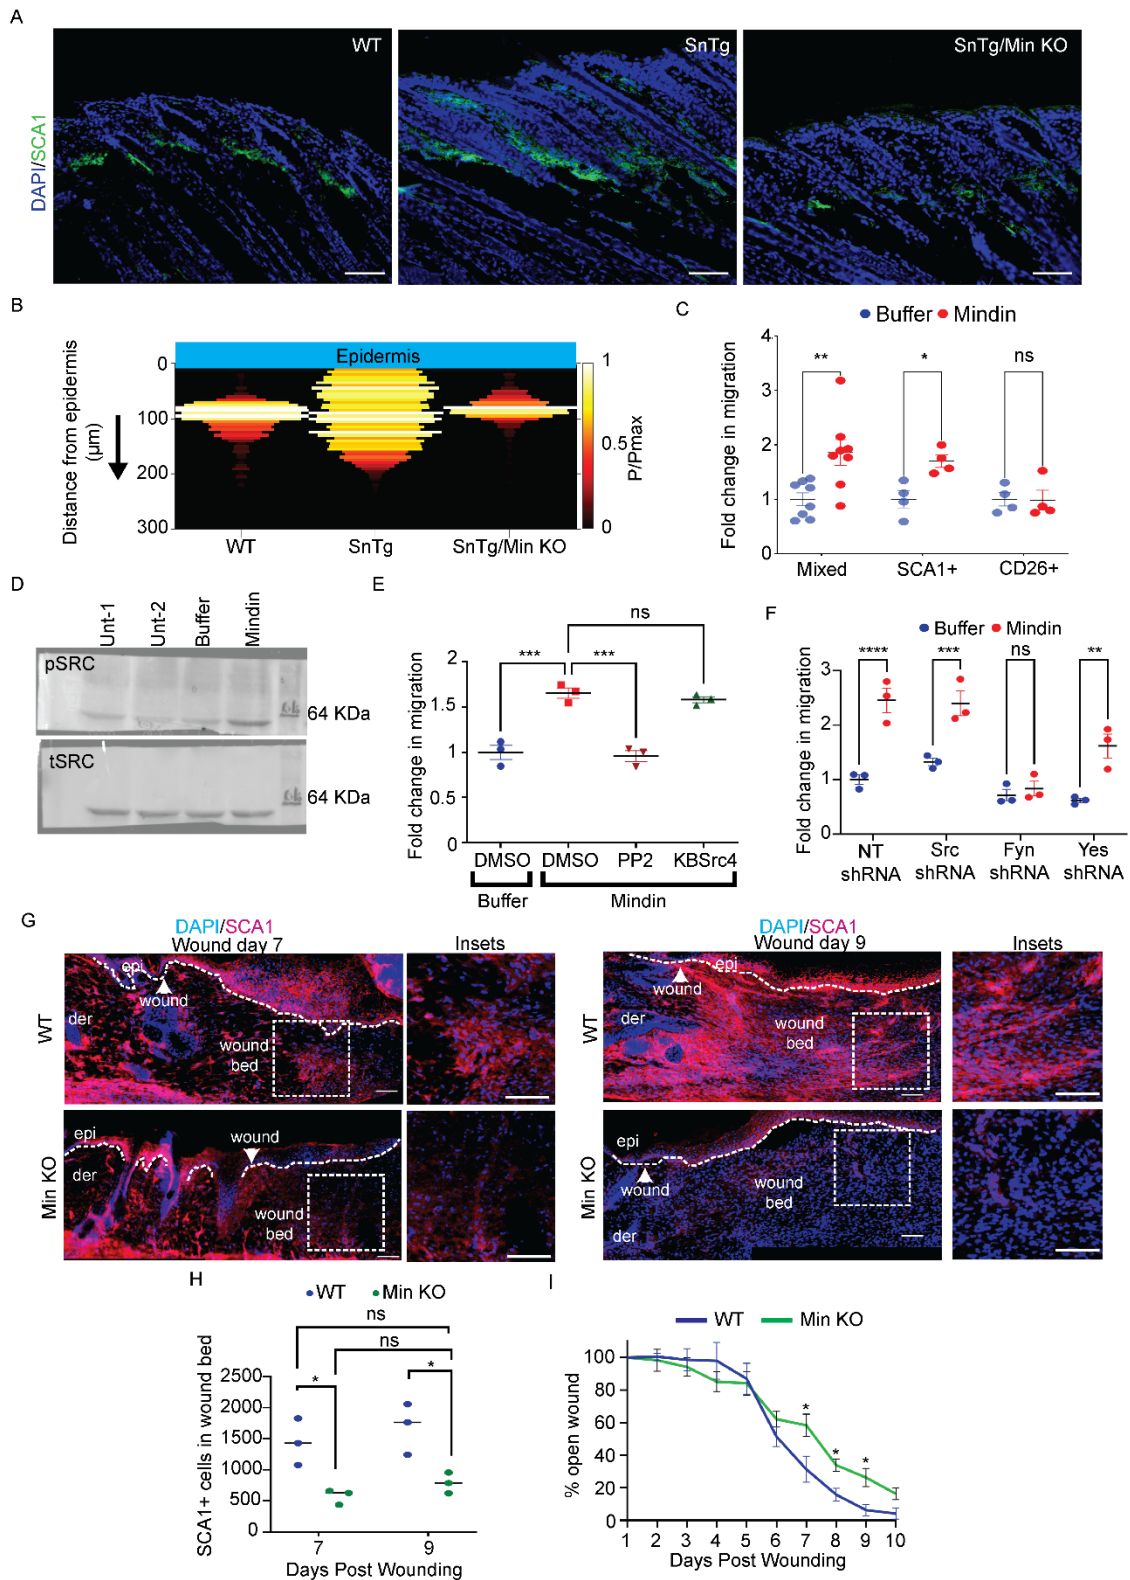 A
WT
SnTg
SnTg/Min KO
DAPI/SCA1
B
Epidermis
0
100
200
300
Distance from epidermis
(µm)
WT
SnTg
SnTg/Min KO
1
0.5
0
P/Pmax
C
Buffer
Mindin
4
3
2
1
0
Fold change in migration
**
*
ns
Mixed
SCA1+
CD26+
D
Unt-1
Unt-2
Buffer
Mindin
pSRC
64 KDa
tSRC
64 KDa
E
ns
***
***
2
1.5
1
0.5
0
Fold change in migration
DMSO
DMSO
PP2
KBSrc4
Buffer
Mindin
F
Buffer
Mindin
****
***
ns
**
3
2
1
0
Fold change in migration
NT
shRNA
Src
shRNA
Fyn
shRNA
Yes
shRNA
G
DAPI/SCA1
Wound day 7
Insets
DAPI/SCA1
Wound day 9
Insets
WT
epi
wound
der
wound
bed
WT
epi
wound
der
wound
bed
Min KO
epi
wound
der
wound
bed
Min KO
epi
wound
wound
bed
der
H
WT
Min KO
ns
ns
*
*
2500
2000
1500
1000
500
0
SCA1+ cells in wound bed
7
9
Days Post Wounding
I
WT
Min KO
100
80
60
40
20
0
% open wound
*
*
*
1 2 3 4 5 6 7 8 9 10
Days Post Wounding